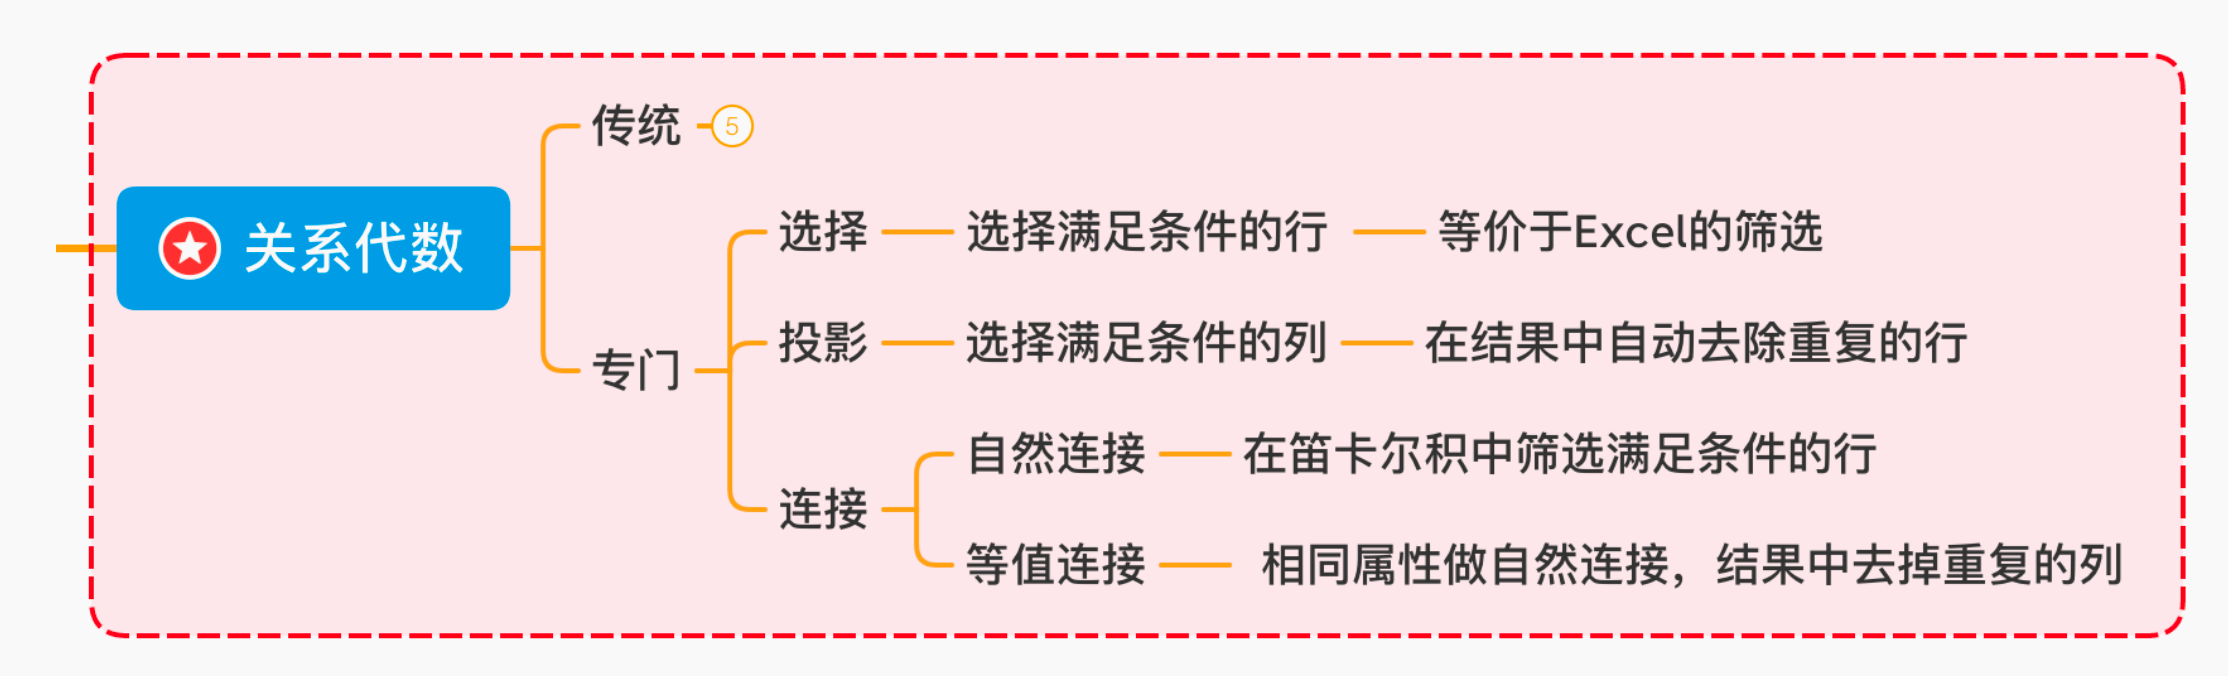 关系代数
传统
5
专门
选择
选择满足条件的行
等价于Excel的筛选
投影
选择满足条件的列
在结果中自动去除重复的行
连接
自然连接
在笛卡尔积中筛选满足条件的行
等值连接
相同属性做自然连接，结果中去掉重复的列